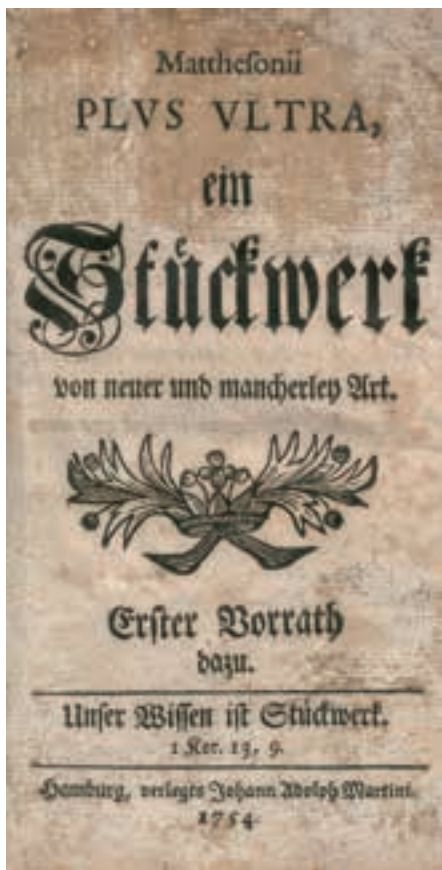 Mattheſonii
PLVS VLTRA,
ein
Stückwerk
von neuer und mancherley Art.
Erſter Vorrath
dazu.
Unſer Wiſſen iſt Stückwerk.
1 Kor. 13, 9.
Hamburg, verlegts Johann Adolph Martini.
1754